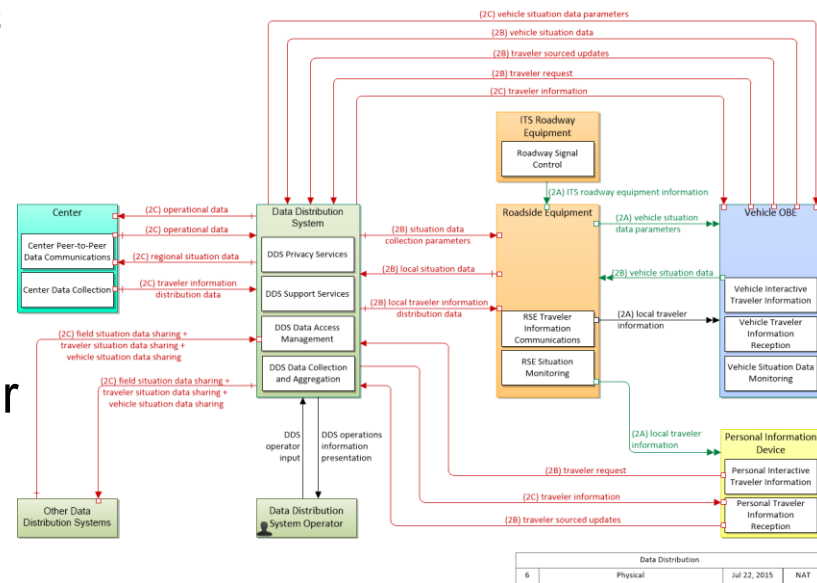 (2C) vehicle situation data parameters
(2B) vehicle situation data
(2B) traveler sourced updates
(2B) traveler request
(2C) traveler information
ITS Roadway
Equipment
Roadway Signal
Control
(2A) ITS roadway equipment information
Center
Center Peer-to-Peer
Data Communications
Center Data Collection
(2C) operational data
(2C) operational data
(2C) regional situation data
(2C) traveler information
distribution data
Data Distribution
System
DDS Privacy Services
DDS Support Services
DDS Data Access
Management
DDS Data Collection
and Aggregation
(2B) situation data
collection parameters
(2B) local situation data
(2B) local traveler information
distribution data
Roadside Equipment
RSE Traveler
Information
Communications
RSE Situation
Monitoring
(2A) vehicle situation
data parameters
(2B) vehicle situation data
(2A) local traveler
information
Vehicle OBE
Vehicle Interactive
Traveler Information
Vehicle Traveler
Information
Reception
Vehicle Situation Data
Monitoring
(2C) field situation data sharing +
traveler situation data sharing +
vehicle situation data sharing
(2C) field situation data sharing +
traveler situation data sharing +
vehicle situation data sharing
r
DDS
operator
input
DDS operations
information
presentation
(2A) local traveler
information
(2B) traveler request
(2C) traveler information
(2B) traveler sourced updates
Personal Information
Device
Personal Interactive
Traveler Information
Personal Traveler
Information
Reception
Other Data
Distribution Systems
Data Distribution
System Operator
Data Distribution
6 Physical Jul 22, 2015 NAT